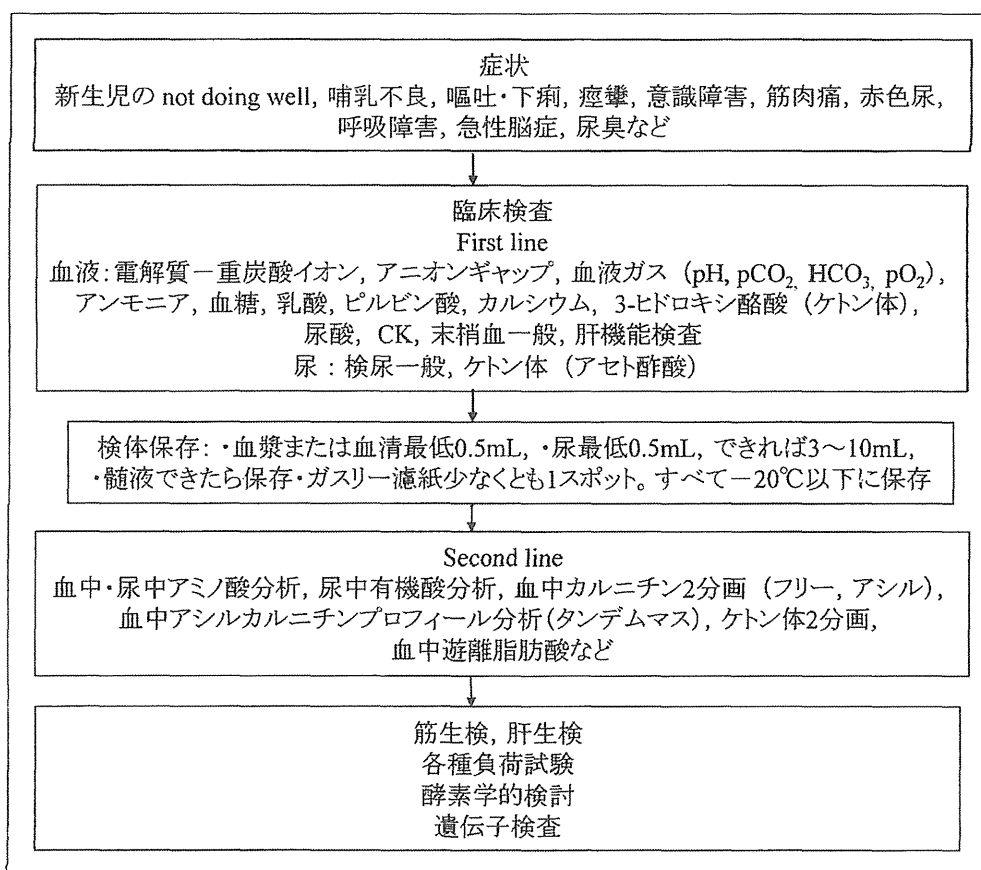 症状
新生児の not doing well, 哺乳不良, 嘔吐・下痢, 痙攣, 意識障害, 筋肉痛, 赤色尿,
呼吸障害, 急性脳症, 尿臭など
臨床検査
First line
血液:電解質－重炭酸イオン, アニオンギャップ, 血液ガス (pH, pCO₂, HCO₃, pO₂),
アンモニア, 血糖, 乳酸, ピルビン酸, カルシウム, 3-ヒドロキシ酪酸 (ケトン体),
尿酸, CK, 末梢血一般, 肝機能検査
尿 : 検尿一般, ケトン体 (アセト酢酸)
検体保存: ・血漿または血清最低0.5mL, ・尿最低0.5mL, できれば3～10mL,
・髄液できたら保存・ガスリー濾紙少なくとも1スポット。すべて－20℃以下に保存
Second line
血中・尿中アミノ酸分析, 尿中有機酸分析, 血中カルニチン2分画 (フリー, アシル),
血中アシルカルニチンプロフィール分析(タンデムマス), ケトン体2分画,
血中遊離脂肪酸など
筋生検, 肝生検
各種負荷試験
酵素学的検討
遺伝子検査